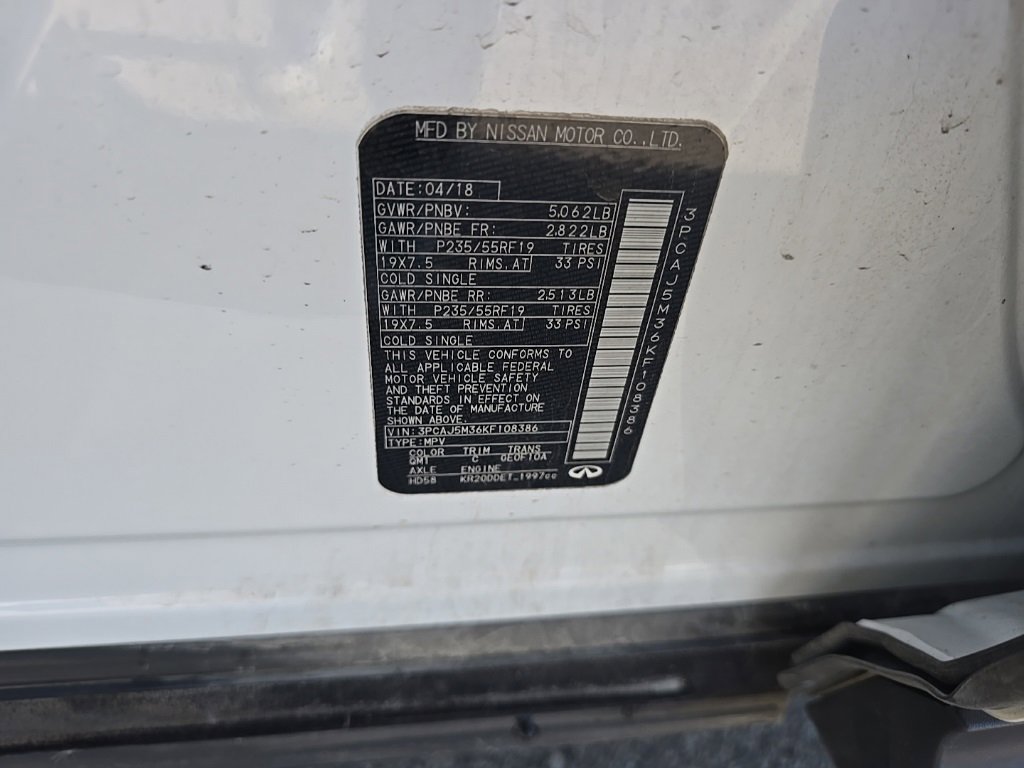 MFD BY NISSAN MOTOR CO.,LTD.
DATE:04/18
GVWR/PNBV: 5,062LB
GAWR/PNBE FR: 2,822LB
WITH P235/55RF19 TIRES
19X7.5 RIMS.AT 33 PSI
COLD SINGLE
GAWR/PNBE RR: 2,513LB
WITH P235/55RF19 TIRES
19X7.5 RIMS.AT 33 PSI
COLD SINGLE
THIS VEHICLE CONFORMS TO
ALL APPLICABLE FEDERAL
MOTOR VEHICLE SAFETY
AND THEFT PREVENTION
STANDARDS IN EFFECT ON
THE DATE OF MANUFACTURE
SHOWN ABOVE.
VIN: 3PCAJ5M36KF108386
TYPE: MPV
COLOR TRIM TRANS
QM1 C GE0F10A
AXLE ENGINE
HD58 KR20DDET 1997cc
3PCAJ5M36KF108386